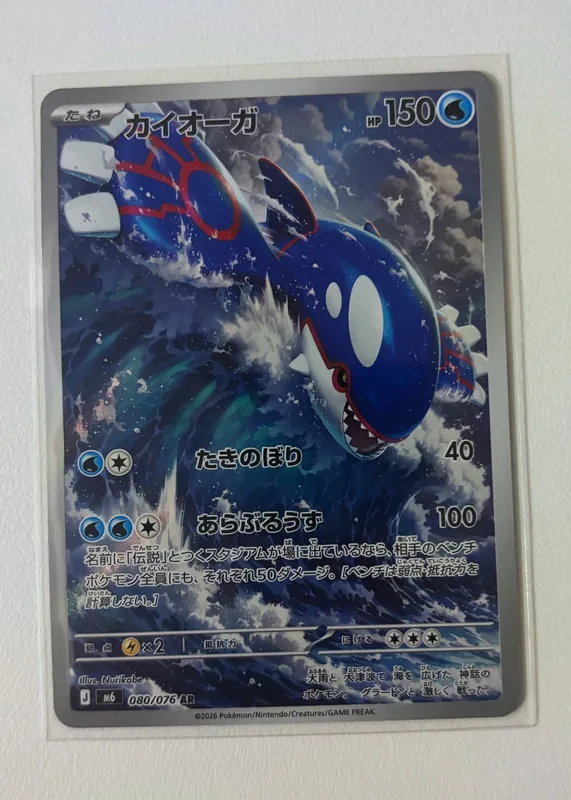 たね カイオーガ HP 150
たきのぼり 40
あらぶるうず 100
名前に「伝説」とつくスタジアムが場に出ているなら、相手のベンチ
ポケモン全員にも、それぞれ50ダメージ。[ベンチは弱点・抵抗力を
計算しない。]
弱点 ×2 抵抗力 にげる
Illus. Nurikabe
大雨と 大津波で 海を 広げた 神話の
ポケモン。 グラードンと 激しく 戦った。
J M6 080/076 AR
©2026 Pokémon/Nintendo/Creatures/GAME FREAK.